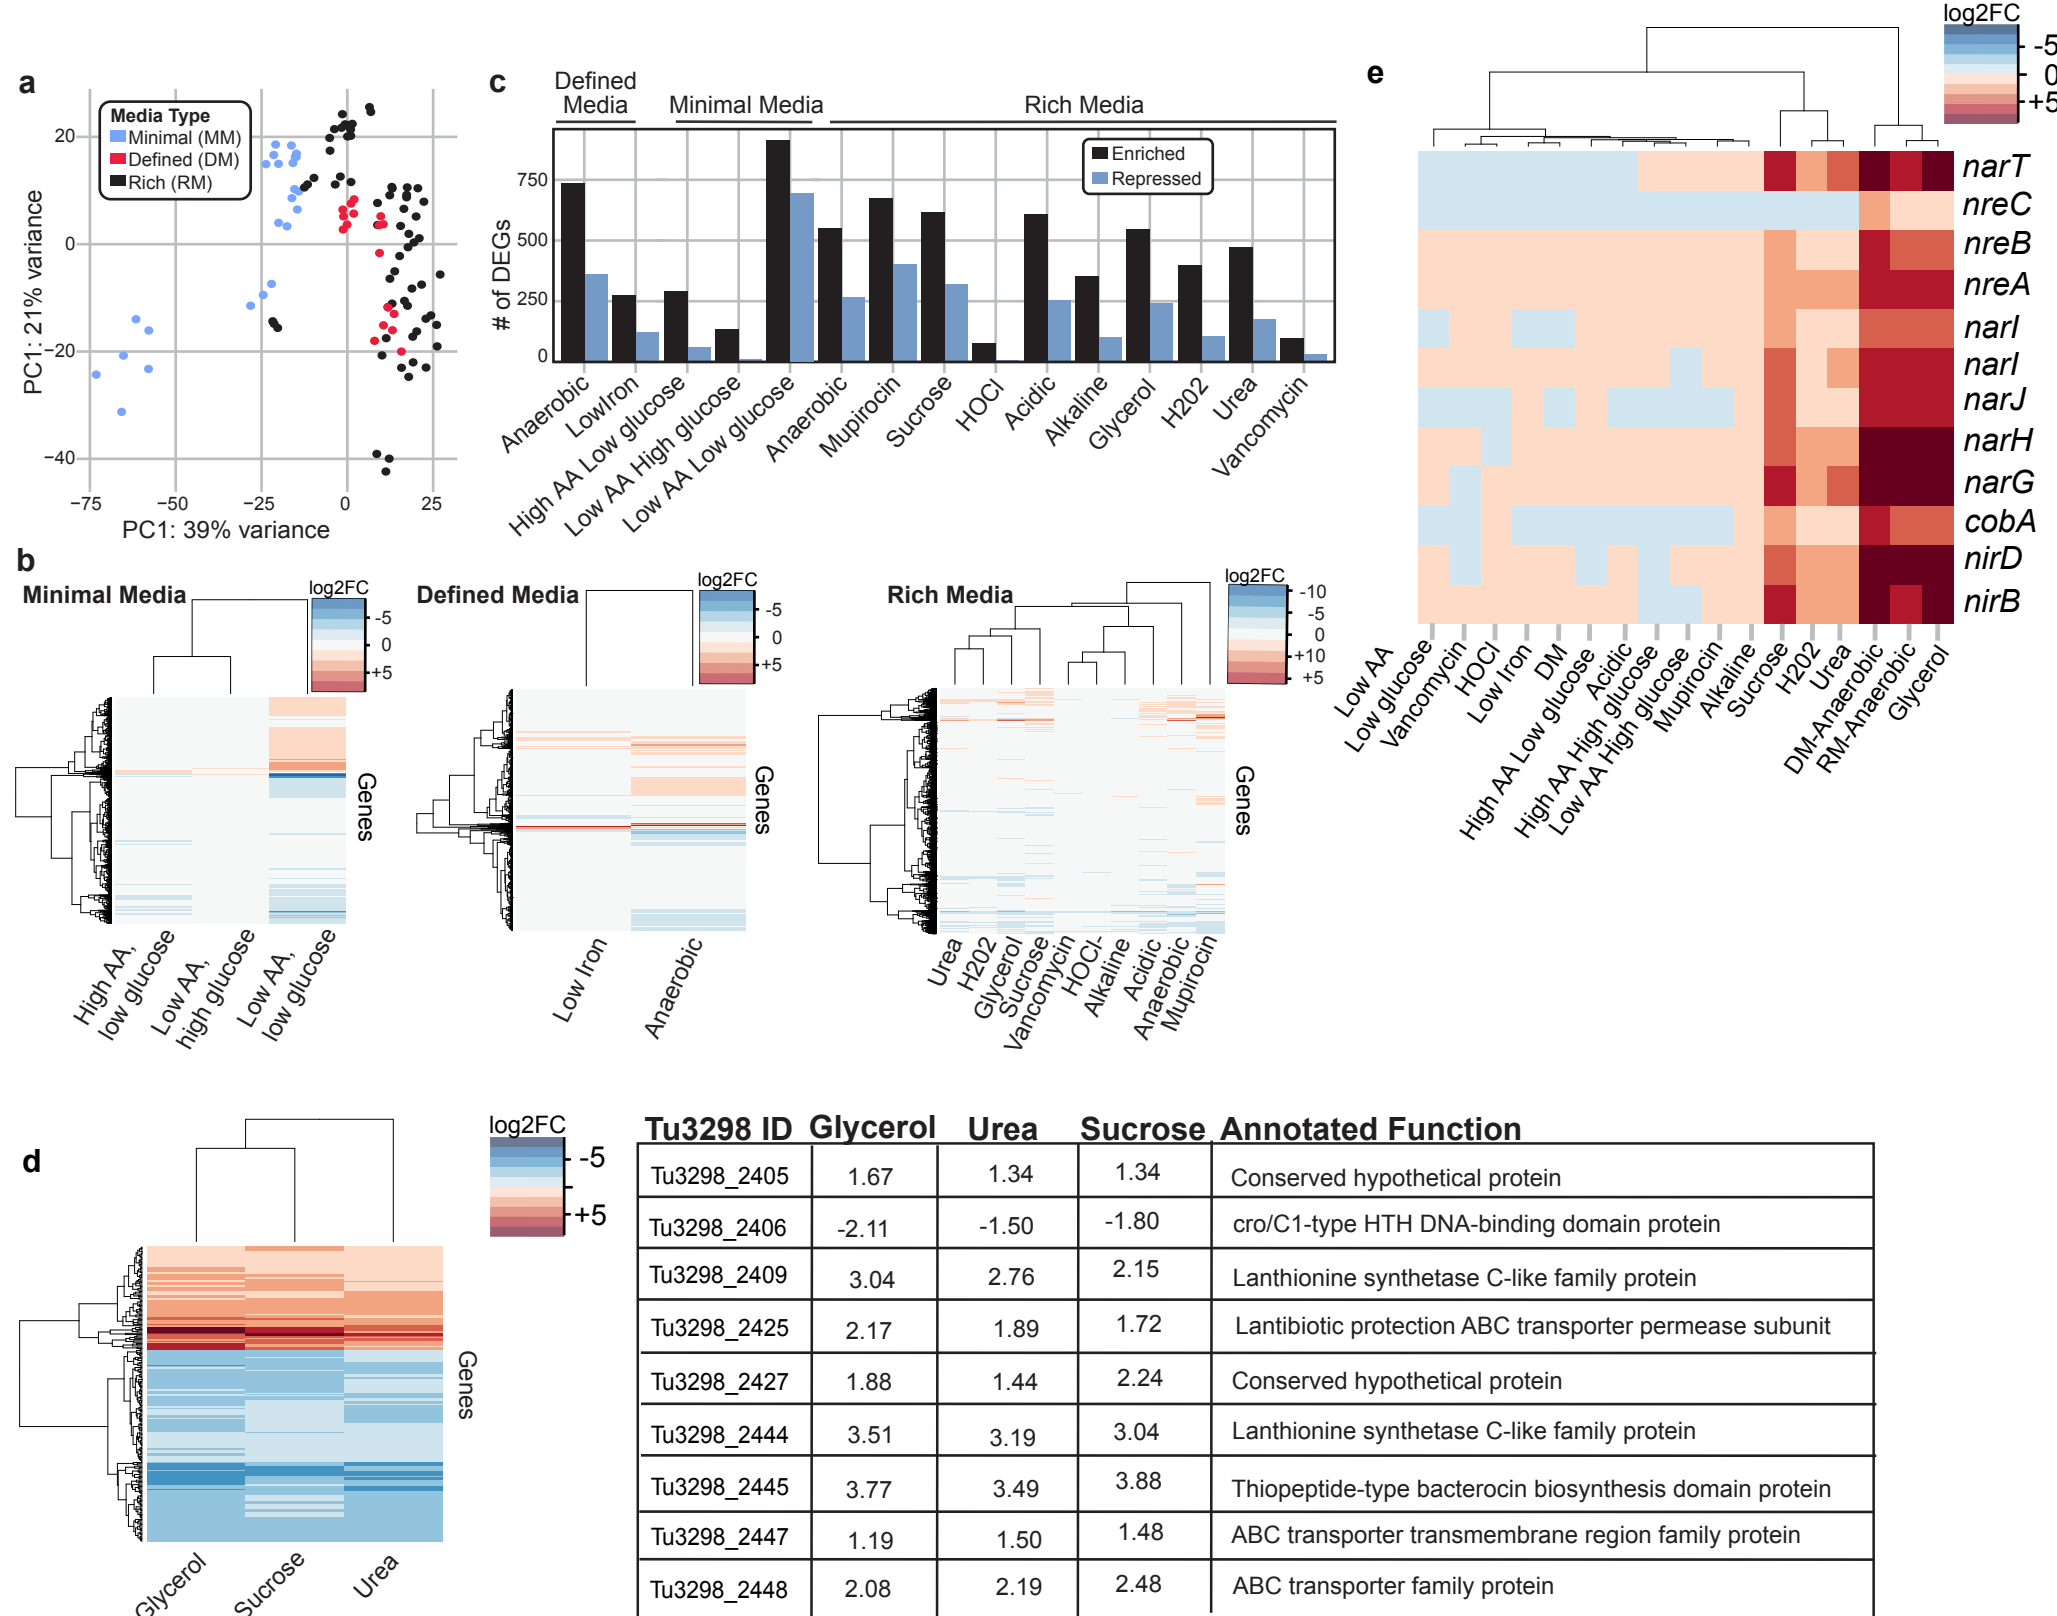 a
Media Type
Minimal (MM)
Defined (DM)
Rich (RM)
PC1: 21% variance
20
0
−20
−40
−75
−50
−25
0
25
PC1: 39% variance
c
Defined
Media
Minimal Media
Rich Media
Enriched
Repressed
# of DEGs
750
500
250
0
Anaerobic
LowIron
High AA Low glucose
Low AA High glucose
Low AA Low glucose
Anaerobic
Mupirocin
Sucrose
HOCl
Acidic
Alkaline
Glycerol
H202
Urea
Vancomycin
e
log2FC
-5
0
+5
narT
nreC
nreB
nreA
narI
narI
narJ
narH
narG
cobA
nirD
nirB
Low AA
Low glucose
Vancomycin
HOCl
Low Iron
DM
High AA Low glucose
Acidic
High AA High glucose
Low AA High glucose
Mupirocin
Alkaline
Sucrose
H202
Urea
DM-Anaerobic
RM-Anaerobic
Glycerol
b
Minimal Media
log2FC
-5
0
+5
Genes
High AA,
low glucose
Low AA,
high glucose
Low AA,
low glucose
Defined Media
log2FC
-5
0
+5
Genes
Low Iron
Anaerobic
Rich Media
log2FC
-10
-5
0
+10
+5
Genes
Urea
H202
Glycerol
Sucrose
Vancomycin
HOCl-
Alkaline
Acidic
Anaerobic
Mupirocin
d
log2FC
-5
+5
Genes
Glycerol
Sucrose
Urea
Tu3298 ID Glycerol Urea Sucrose Annotated Function
Tu3298_2405 1.67 1.34 1.34 Conserved hypothetical protein
Tu3298_2406 -2.11 -1.50 -1.80 cro/C1-type HTH DNA-binding domain protein
Tu3298_2409 3.04 2.76 2.15 Lanthionine synthetase C-like family protein
Tu3298_2425 2.17 1.89 1.72 Lantibiotic protection ABC transporter permease subunit
Tu3298_2427 1.88 1.44 2.24 Conserved hypothetical protein
Tu3298_2444 3.51 3.19 3.04 Lanthionine synthetase C-like family protein
Tu3298_2445 3.77 3.49 3.88 Thiopeptide-type bacterocin biosynthesis domain protein
Tu3298_2447 1.19 1.50 1.48 ABC transporter transmembrane region family protein
Tu3298_2448 2.08 2.19 2.48 ABC transporter family protein